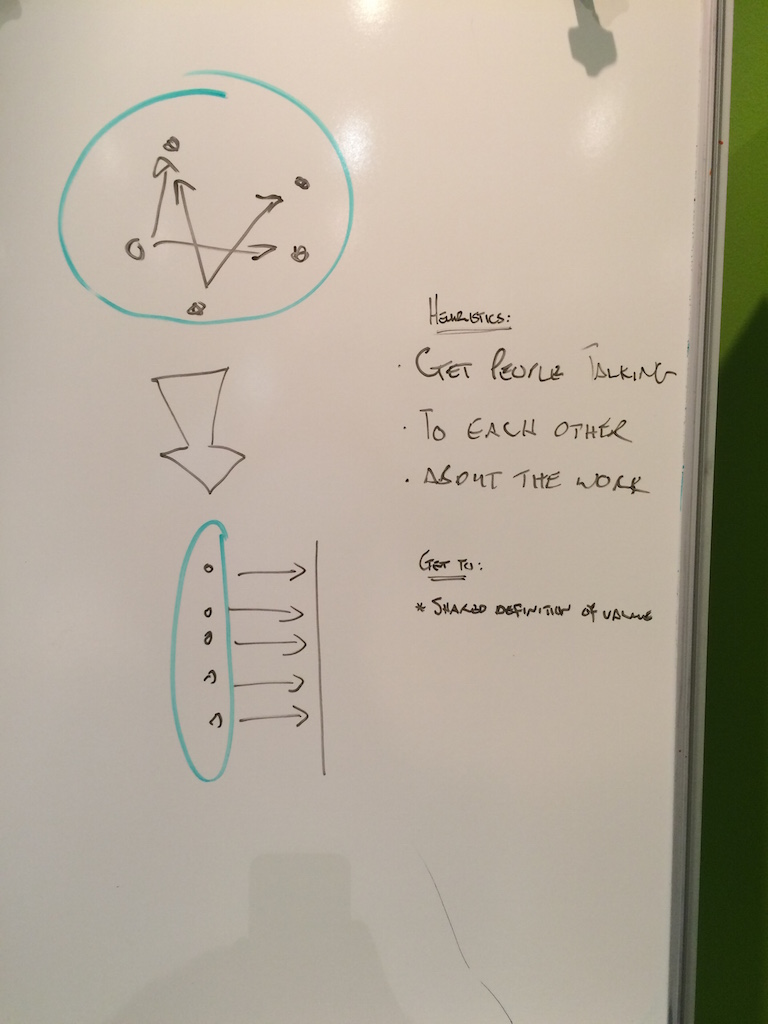 HEURISTICS:
· GET PEOPLE TALKING
· TO EACH OTHER
· ABOUT THE WORK
GET TO:
* SHARED DEFINITION OF VALUE